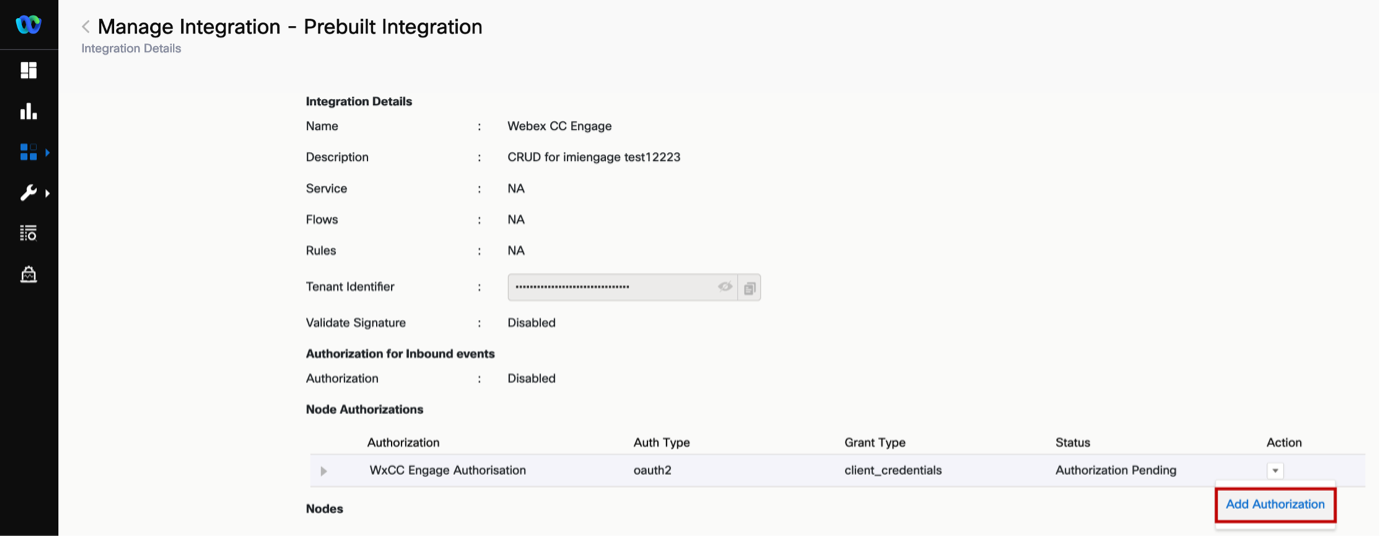 Manage Integration - Prebuilt Integration
Integration Details
Integration Details
Name : Webex CC Engage
Description : CRUD for imiengage test12223
Service : NA
Flows : NA
Rules : NA
Tenant Identifier : ••••••••••••••••••••••••••••••••
Validate Signature : Disabled
Authorization for Inbound events
Authorization : Disabled
Node Authorizations
Authorization Auth Type Grant Type Status Action
WxCC Engage Authorisation oauth2 client_credentials Authorization Pending
Add Authorization
Nodes